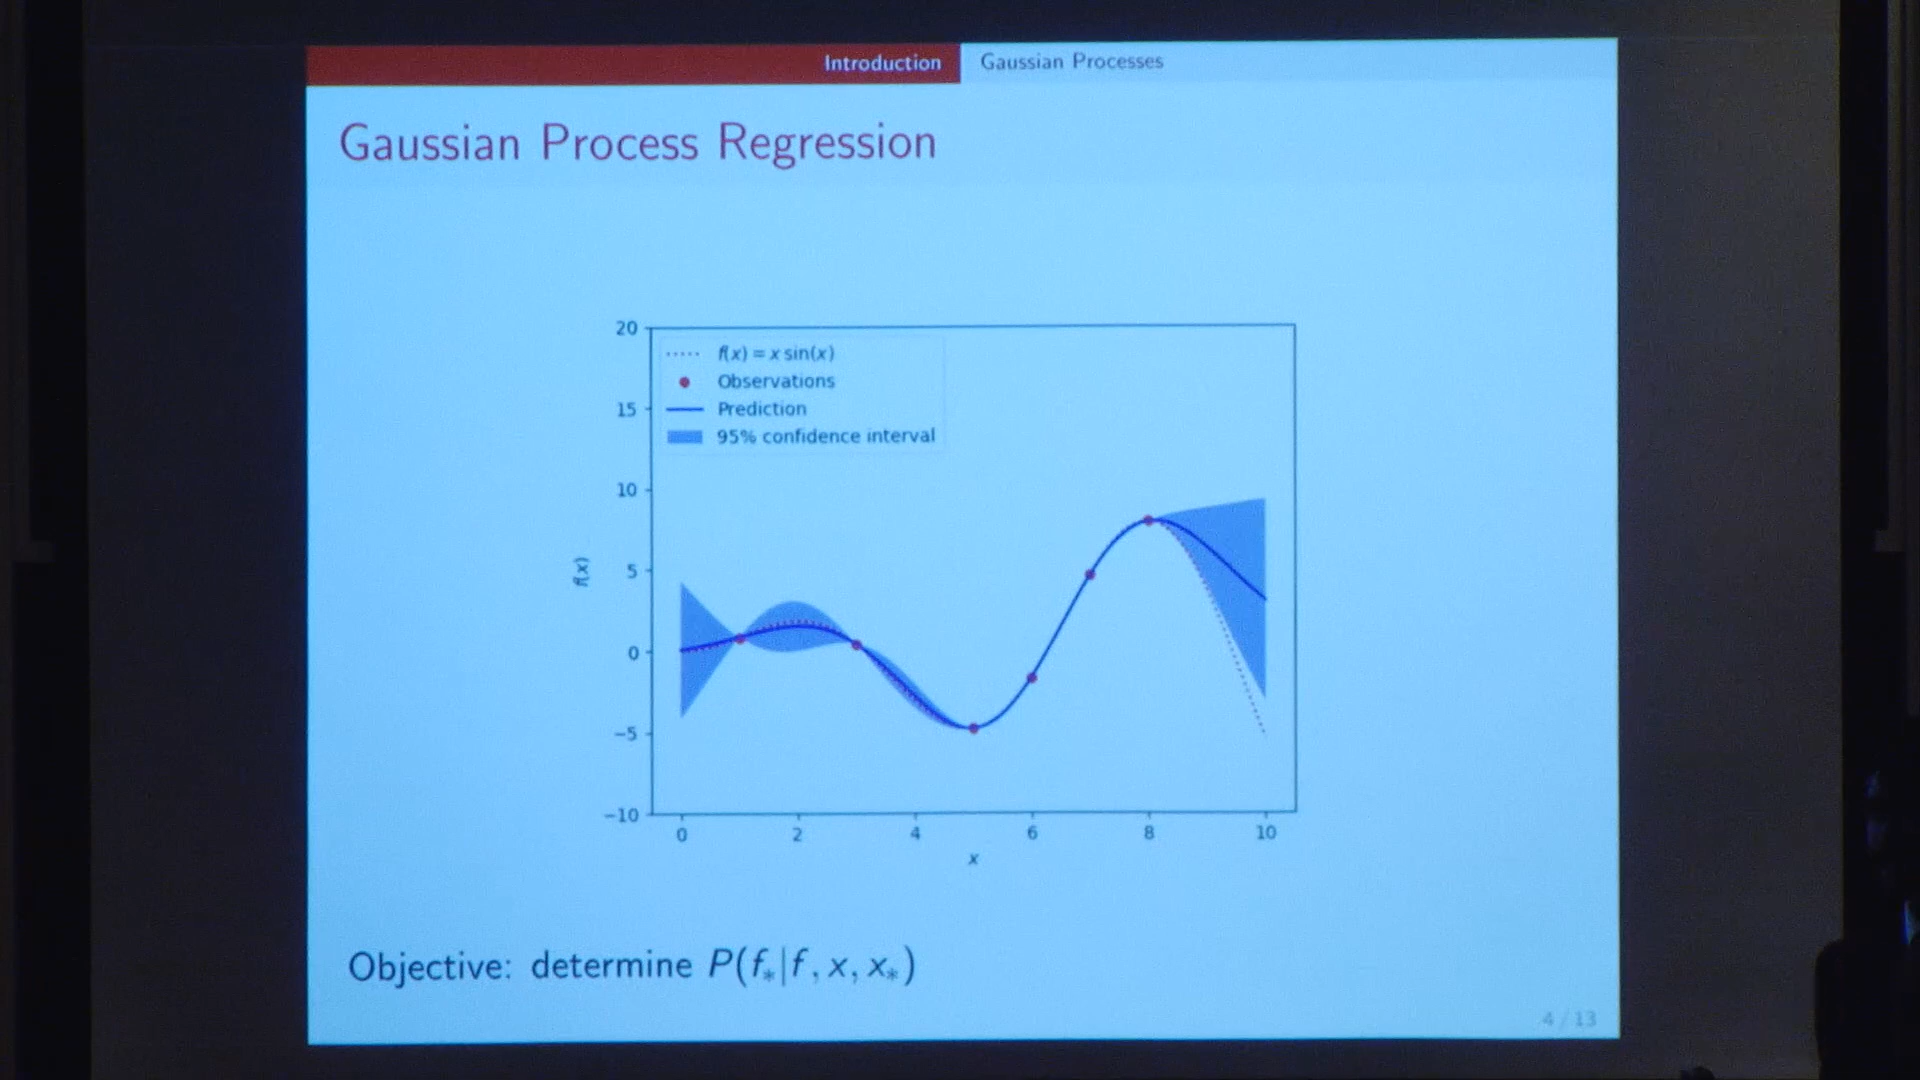 Introduction
Gaussian Processes
Gaussian Process Regression
20
15
10
5
0
−5
−10
f(x)
f(x) = x sin(x)
Observations
Prediction
95% confidence interval
0 2 4 6 8 10
x
Objective: determine P(f*|f, x, x*)
4 / 13